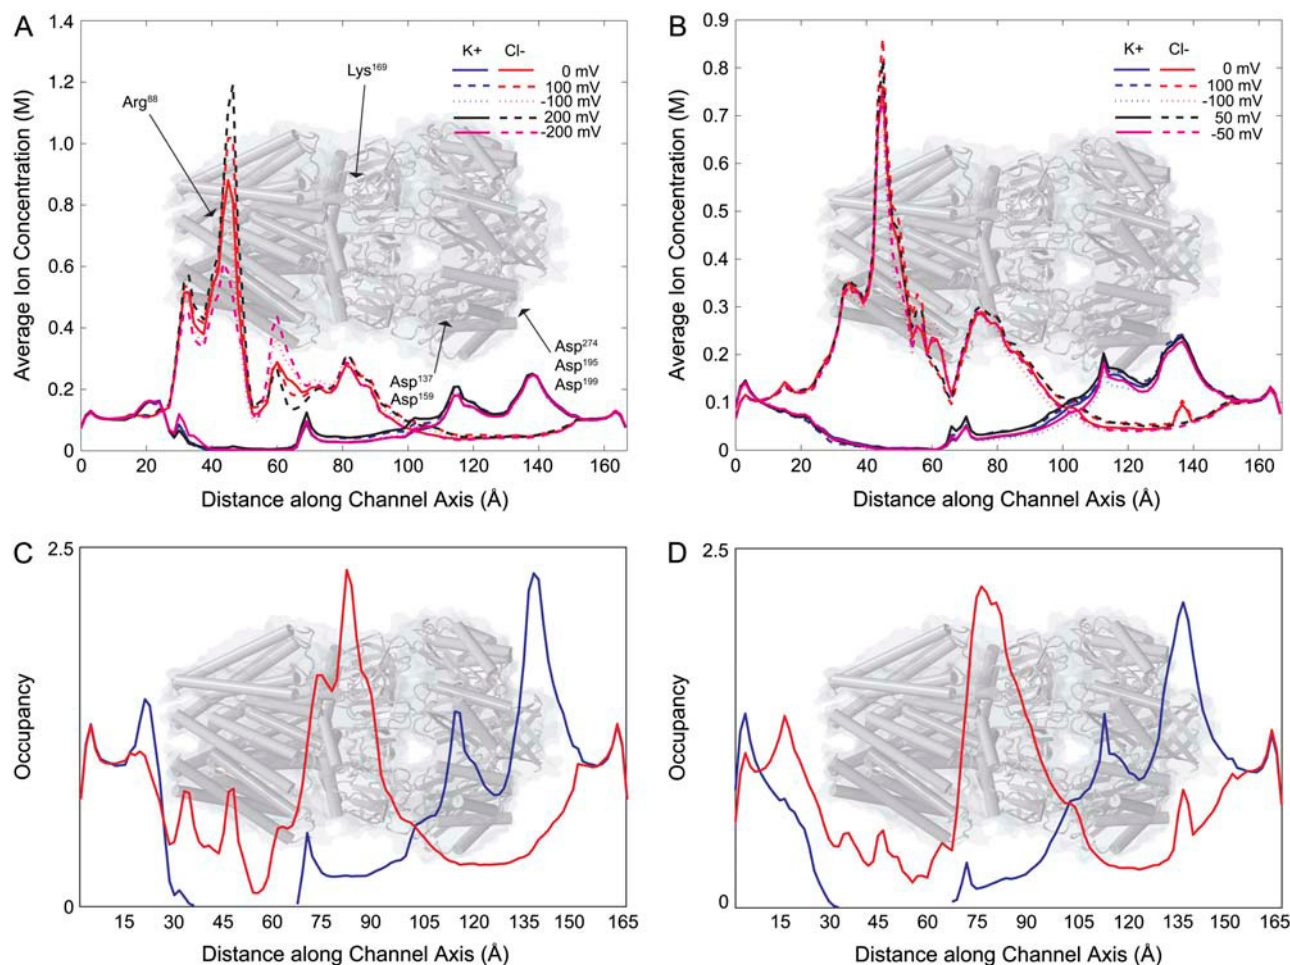 A
B
K+ Cl-
0 mV
100 mV
-100 mV
200 mV
-200 mV
Arg88
Lys169
Asp137
Asp159
Asp274
Asp195
Asp199
Average Ion Concentration (M)
1.4
1.2
1.0
0.8
0.6
0.4
0.2
0
0 20 40 60 80 100 120 140 160
Distance along Channel Axis (Å)
K+ Cl-
0 mV
100 mV
-100 mV
50 mV
-50 mV
Average Ion Concentration (M)
0.9
0.8
0.7
0.6
0.5
0.4
0.3
0.2
0.1
0
0 20 40 60 80 100 120 140 160
Distance along Channel Axis (Å)
C
2.5
Occupancy
0
15 30 45 60 75 90 105 120 135 150 165
Distance along Channel Axis (Å)
D
2.5
Occupancy
0
15 30 45 60 75 90 105 120 135 150 165
Distance along Channel Axis (Å)